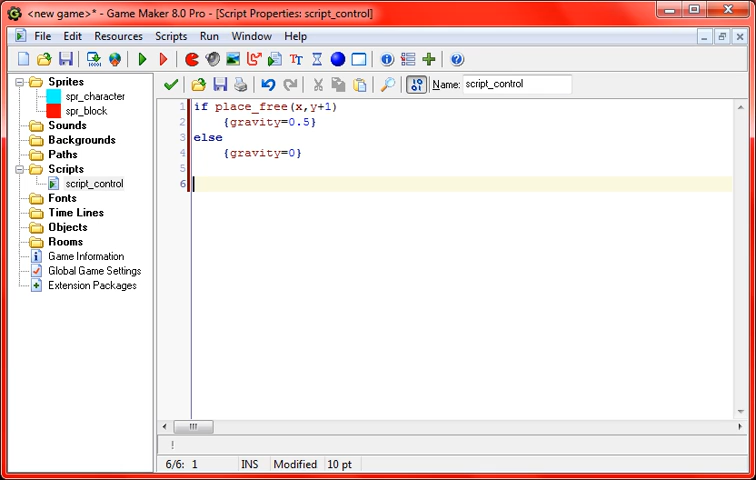 <new game>* - Game Maker 8.0 Pro - [Script Properties: script_control]
File Edit Resources Scripts Run Window Help
Name: script_control
Sprites
spr_character
spr_block
Sounds
Backgrounds
Paths
Scripts
script_control
Fonts
Time Lines
Objects
Rooms
Game Information
Global Game Settings
Extension Packages
1 if place_free(x,y+1)
2 {gravity=0.5}
3 else
4 {gravity=0}
5
6
6/6: 1 INS Modified 10 pt